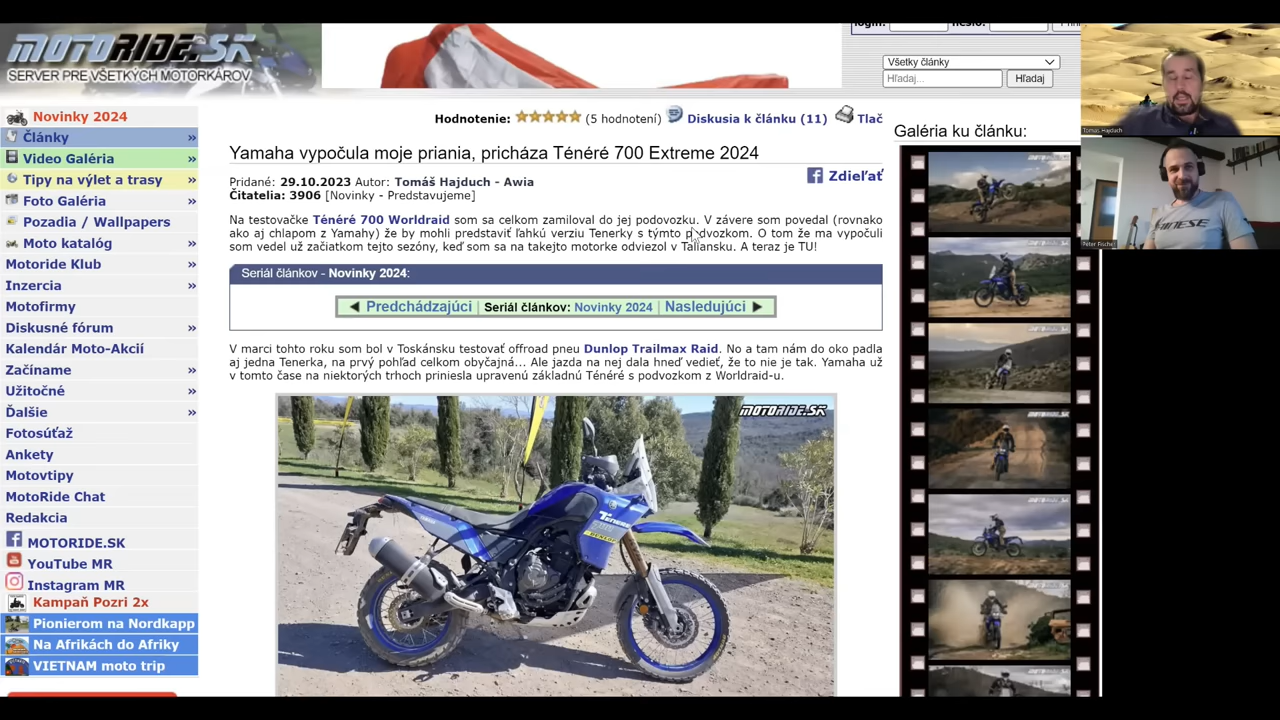 MOTORIDE.SK
SERVER PRE VŠETKÝCH MOTORKÁROV
login:
heslo:
Všetky články
Hľadaj...
Hľadaj
Novinky 2024
Články »
Video Galéria »
Tipy na výlet a trasy »
Foto Galéria »
Pozadia / Wallpapers
Moto katalóg »
Motoride Klub »
Inzercia »
Motofirmy
Diskusné fórum »
Kalendár Moto-Akcií
Začíname »
Užitočné »
Ďalšie »
Fotosúťaž
Ankety
Motovtipy
MotoRide Chat
Redakcia
MOTORIDE.SK
YouTube MR
Instagram MR
Kampaň Pozri 2x
Pionierom na Nordkapp
Na Afrikách do Afriky
VIETNAM moto trip
Hodnotenie: (5 hodnotení) Diskusia k článku (11) Tlač
Yamaha vypočula moje priania, pricháza Ténéré 700 Extreme 2024
Pridané: 29.10.2023 Autor: Tomáš Hajduch - Awia
Zdieľať
Čitatelia: 3906 [Novinky - Predstavujeme]
Na testovačke Ténéré 700 Worldraid som sa celkom zamiloval do jej podovozku. V závere som povedal (rovnako
ako aj chlapom z Yamahy) že by mohli predstaviť ľahkú verziu Tenerky s týmto podvozkom. O tom že ma vypočuli
som vedel už začiatkom tejto sezóny, keď som sa na takejto motorke odviezol v Taliansku. A teraz je TU!
Seriál článkov - Novinky 2024:
◄ Predchádzajúci | Seriál článkov: Novinky 2024 | Nasledujúci ►
V marci tohto roku som bol v Toskánsku testovať offroad pneu Dunlop Trailmax Raid. No a tam nám do oko padla
aj jedna Tenerka, na prvý pohľad celkom obyčajná... Ale jazda na nej dala hneď vedieť, že to nie je tak. Yamaha už
v tomto čase na niektorých trhoch priniesla upravenú základnú Ténéré s podvozkom z Worldraid-u.
MOTORIDE.SK
TÉNÉRÉ
DUNLOP
Galéria ku článku:
Tomas Hajduch
Peter Fischer